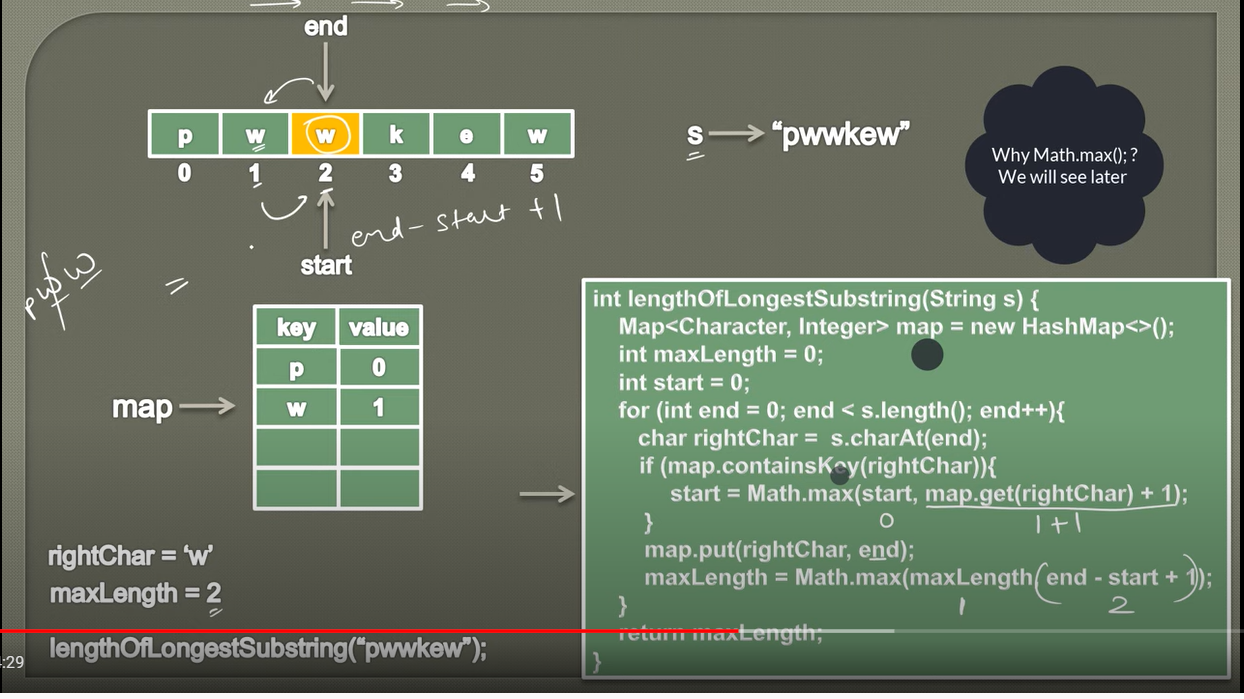 end
p w w k e w
0 1 2 3 4 5
s → “pwwkew”
Why Math.max(); ?
We will see later
end - start + 1
start
pwpw
=
key value
p 0
w 1
map
rightChar = ‘w’
maxLength = 2
lengthOfLongestSubstring(“pwwkew”);
int lengthOfLongestSubstring(String s) {
Map<Character, Integer> map = new HashMap<>();
int maxLength = 0;
int start = 0;
for (int end = 0; end < s.length(); end++){
char rightChar = s.charAt(end);
if (map.containsKey(rightChar)){
start = Math.max(start, map.get(rightChar) + 1);
0 1+1
}
map.put(rightChar, end);
maxLength = Math.max(maxLength, end - start + 1);
1 2
}
return maxLength;
}
:29